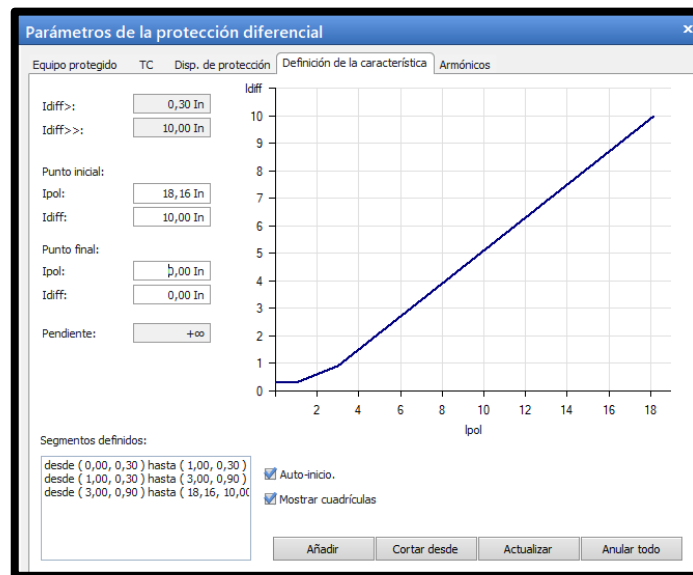 Parámetros de la protección diferencial ×
Equipo protegido TC Disp. de protección Definición de la característica Armónicos
Idiff>: 0,30 In
Idiff>>: 10,00 In
Punto inicial:
Ipol: 18,16 In
Idiff: 10,00 In
Punto final:
Ipol: 0,00 In
Idiff: 0,00 In
Pendiente: +∞
Idiff
10
9
8
7
6
5
4
3
2
1
0
2 4 6 8 10 12 14 16 18
Ipol
Segmentos definidos:
desde ( 0,00, 0,30 ) hasta ( 1,00, 0,30 )
desde ( 1,00, 0,30 ) hasta ( 3,00, 0,90 )
desde ( 3,00, 0,90 ) hasta ( 18,16, 10,00
Auto-inicio.
Mostrar cuadrículas
Añadir Cortar desde Actualizar Anular todo